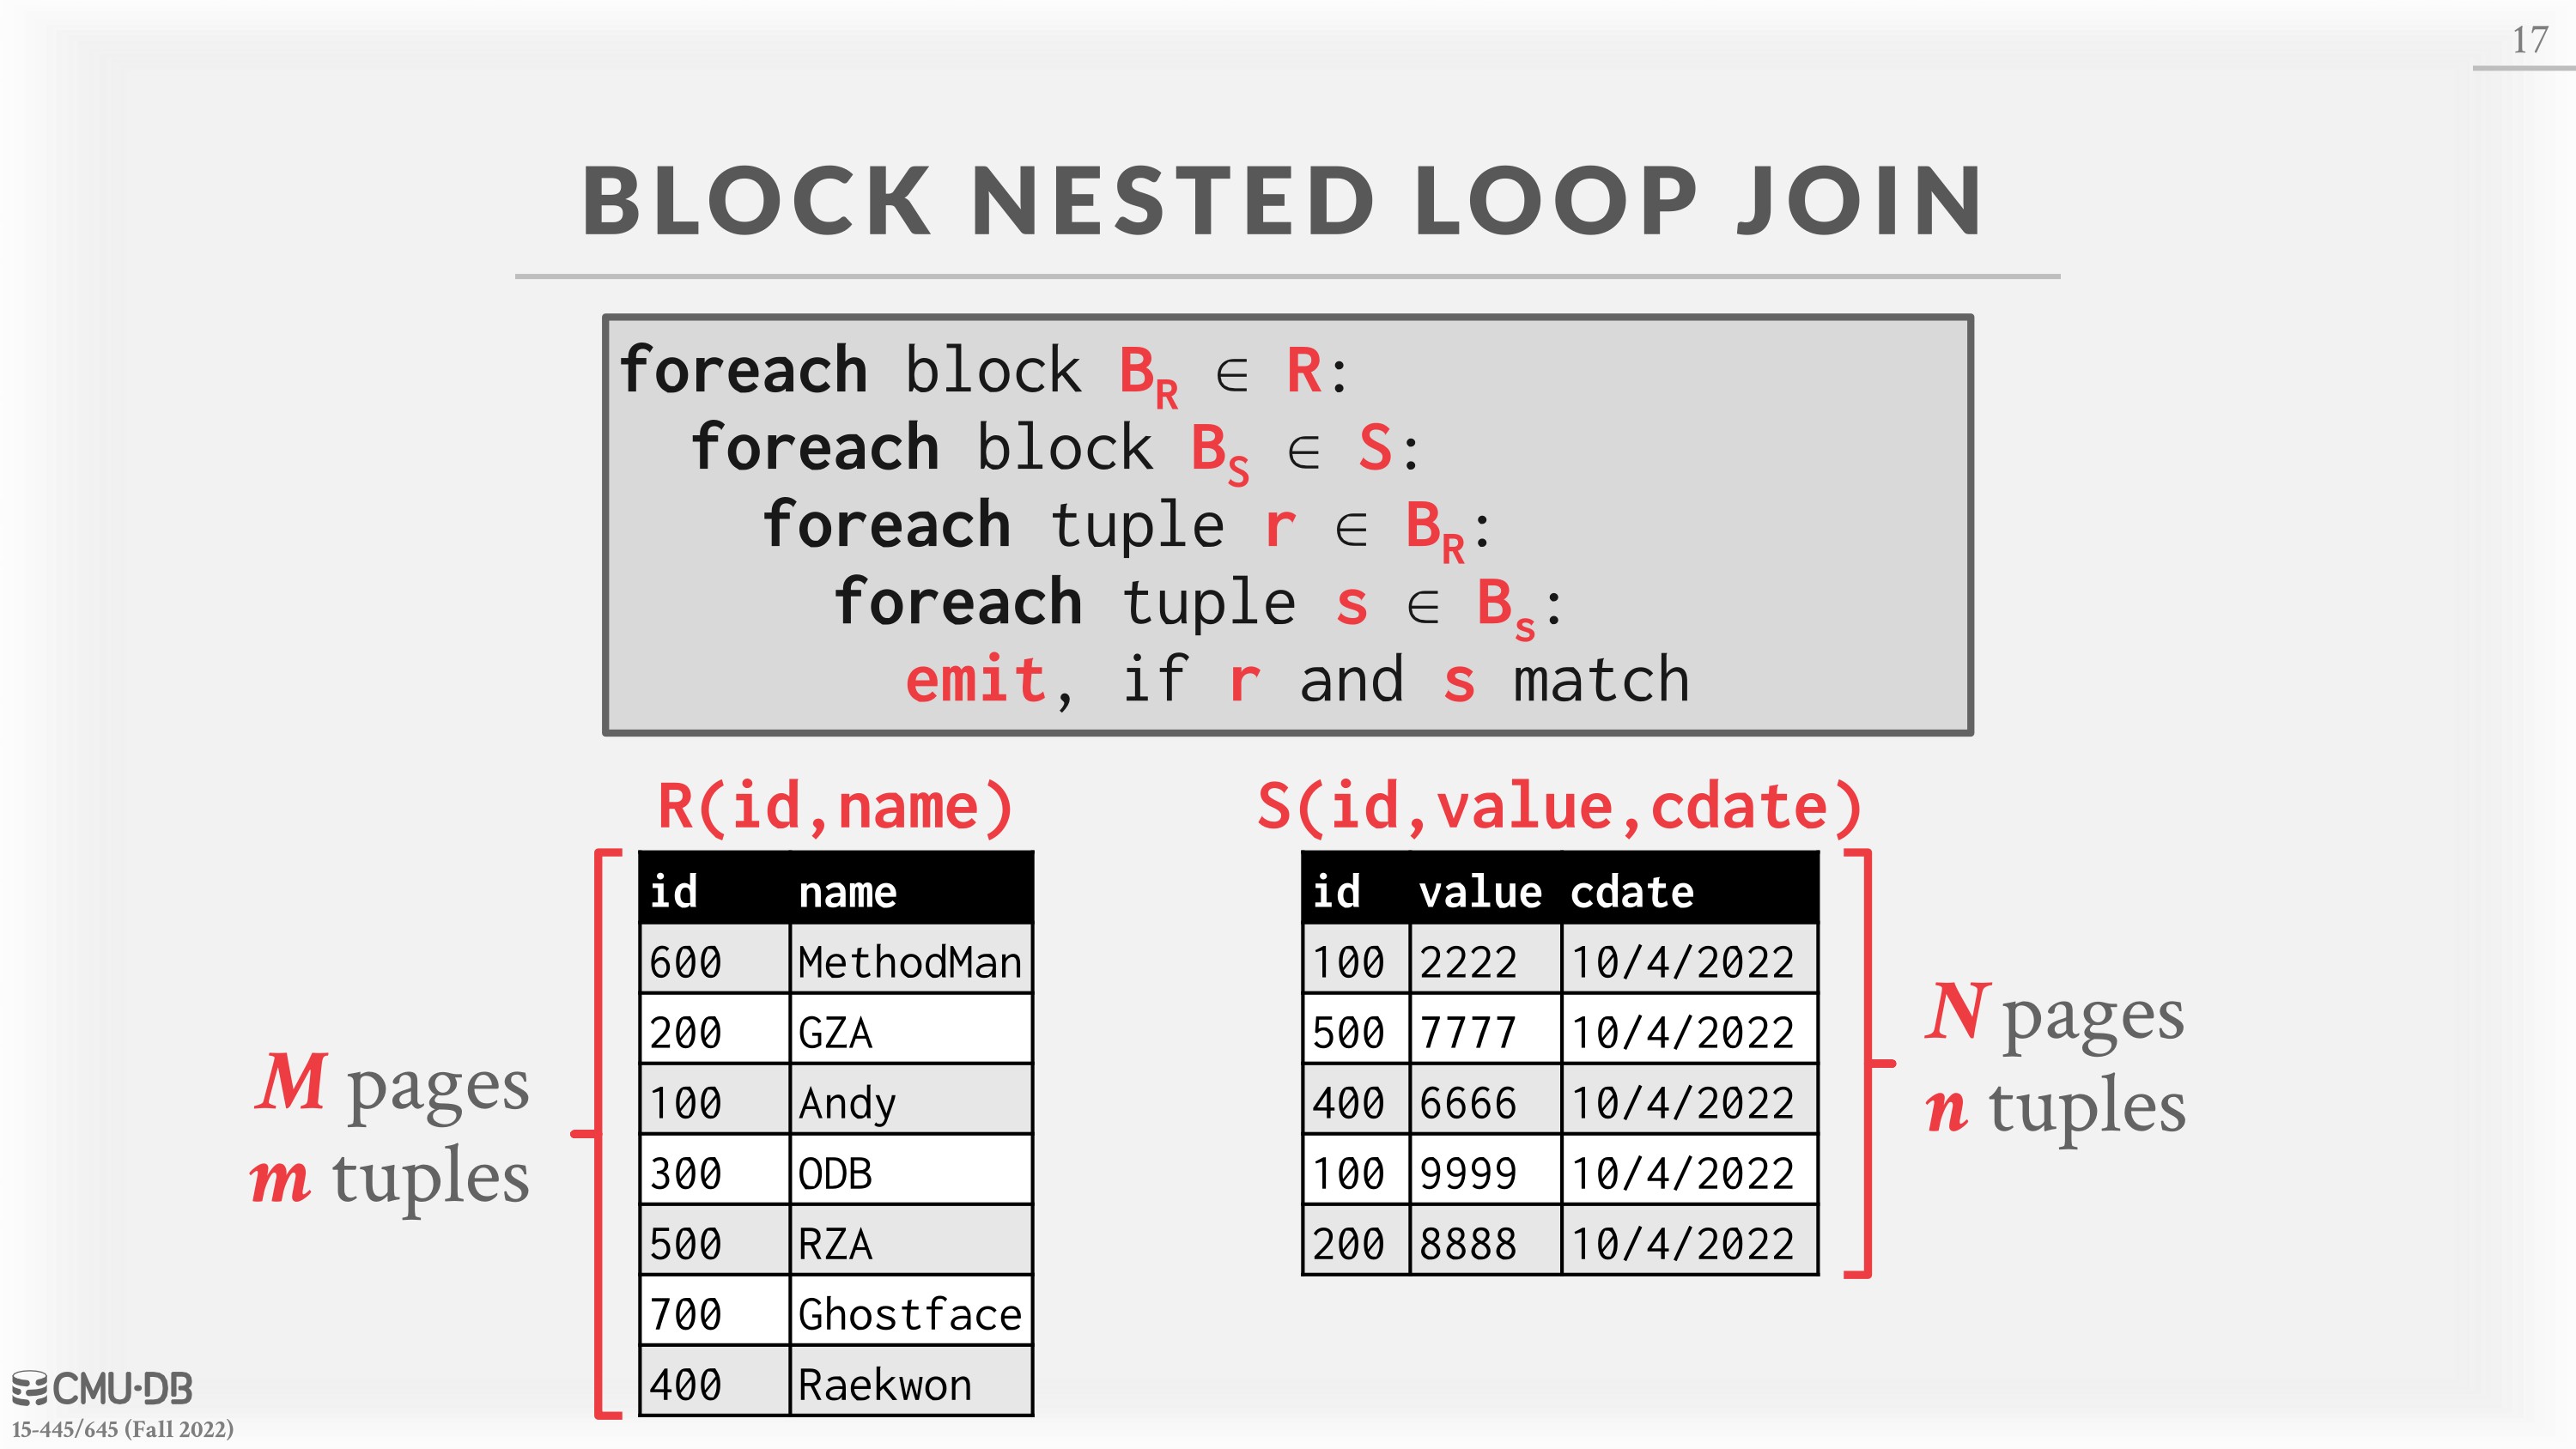 17
BLOCK NESTED LOOP JOIN
foreach block B_R ∈ R:
foreach block B_S ∈ S:
foreach tuple r ∈ B_R:
foreach tuple s ∈ B_s:
emit, if r and s match
R(id,name)
id name
600 MethodMan
200 GZA
100 Andy
300 ODB
500 RZA
700 Ghostface
400 Raekwon
M pages
m tuples
S(id,value,cdate)
id value cdate
100 2222 10/4/2022
500 7777 10/4/2022
400 6666 10/4/2022
100 9999 10/4/2022
200 8888 10/4/2022
N pages
n tuples
CMU·DB
15-445/645 (Fall 2022)